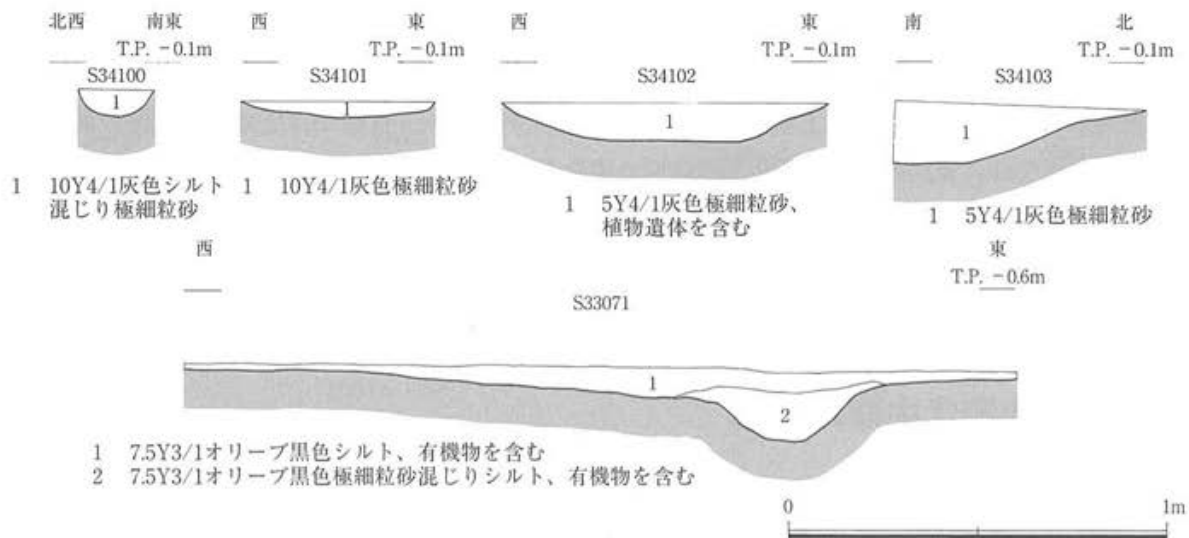 北西 南東
T.P. -0.1m
S34100
1
1 10Y4/1灰色シルト
混じり極細粒砂
西 東
T.P. -0.1m
S34101
1
1 10Y4/1灰色極細粒砂
西 東
T.P. -0.1m
S34102
1
1 5Y4/1灰色極細粒砂、
植物遺体を含む
南 北
T.P. -0.1m
S34103
1
1 5Y4/1灰色極細粒砂
西 東
T.P. -0.6m
S33071
1
2
1 7.5Y3/1オリーブ黒色シルト、有機物を含む
2 7.5Y3/1オリーブ黒色極細粒砂混じりシルト、有機物を含む
0 1m